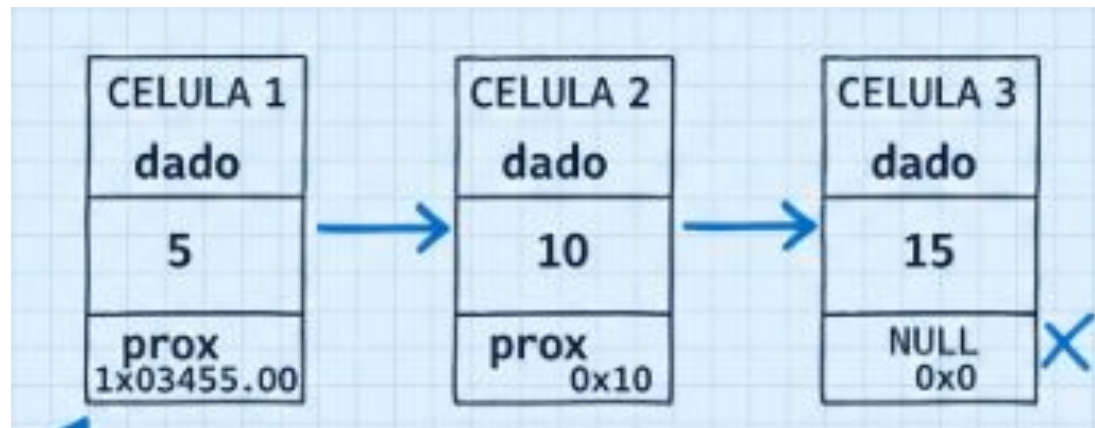 CELULA 1
dado
5
prox
1x03455.00
CELULA 2
dado
10
prox
0x10
CELULA 3
dado
15
NULL
0x0